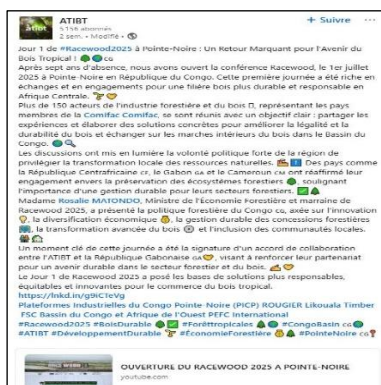 ATIBT
5 156 abonnés
2 sem. • Modifié •
+ Suivre
Jour 1 de #Racewood2025 à Pointe-Noire : Un Retour Marquant pour l'Avenir du
Bois Tropical !
Après sept ans d'absence, nous avons ouvert la conférence Racewood, le 1er juillet
2025 à Pointe-Noire en République du Congo. Cette première journée a été riche en
échanges et en engagements pour une filière bois plus durable et responsable en
Afrique Centrale.
Plus de 150 acteurs de l'industrie forestière et du bois, représentant les pays
membres de la Comifac Comifac, se sont réunis avec un objectif clair : partager les
expériences et élaborer des solutions concrètes pour améliorer la légalité et la
durabilité du bois et échanger sur les marchés intérieurs du bois dans le Bassin du
Congo.
Les discussions ont mis en lumière la volonté politique forte de la région de
privilégier la transformation locale des ressources naturelles. Des pays comme
la République Centrafricaine CF, le Gabon GA et le Cameroun CM ont réaffirmé leur
engagement envers la préservation des écosystèmes forestiers, soulignant
l'importance d'une gestion durable pour leurs secteurs forestiers.
Madame Rosalie MATONDO, Ministre de l'Économie Forestière et marraine de
Racewood 2025, a présenté la politique forestière du Congo CG, axée sur l'innovation
, la diversification économique, la gestion durable des concessions forestières
, la transformation avancée du bois et l'inclusion des communautés locales.
Un moment clé de cette journée a été la signature d'un accord de collaboration
entre l'ATIBT et la République Gabonaise GA, visant à renforcer leur partenariat
pour un avenir durable dans le secteur forestier et du bois.
Le Jour 1 de Racewood 2025 a posé les bases de solutions plus responsables,
équitables et innovantes pour le commerce du bois tropical.
https://lnkd.in/g9iCTeVg
Plateformes Industrielles du Congo Pointe-Noire (PICP) ROUGIER Likouala Timber
FSC Bassin du Congo et Afrique de l'Ouest PEFC International
#Racewood2025 #BoisDurable #Forêttropicales #CongoBasin CG
#ATIBT #DéveloppementDurable #ÉconomieForestière #PointeNoire CG
OUVERTURE DU RACEWOOD 2025 A POINTE-NOIRE
youtube.com